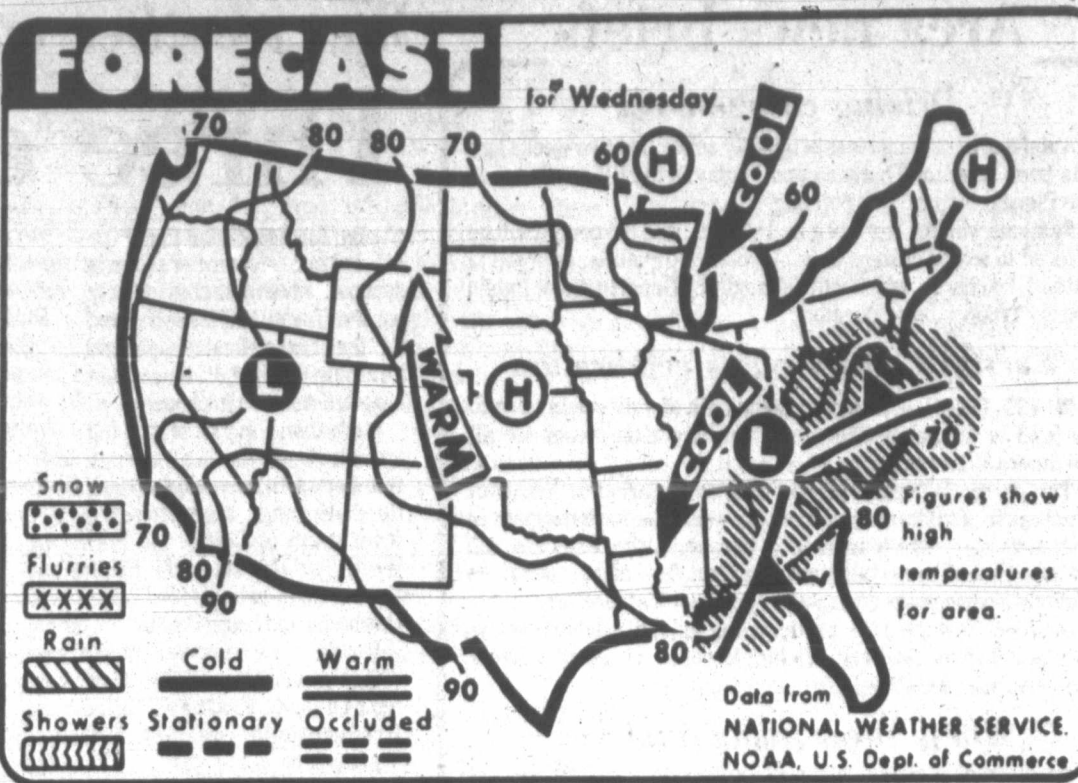 FORECAST
for Wednesday
70 80 80 70 60 H COOL H
60
L WARM H COOL L
70
Snow
70
80
Figures show
high
temperatures
for area.
Flurries
XXXX
80
90
Rain
Cold Warm
80
90
Showers Stationary Occluded
Data from
NATIONAL WEATHER SERVICE.
NOAA, U.S. Dept. of Commerce